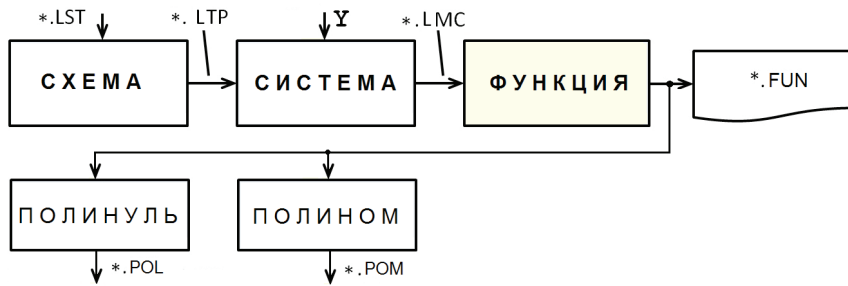 *.LST
*. LTP
Y
*.LMC
СХЕМА
СИСТЕМА
ФУНКЦИЯ
*.FUN
ПОЛИНУЛЬ
ПОЛИНОМ
*.POL
*.POM